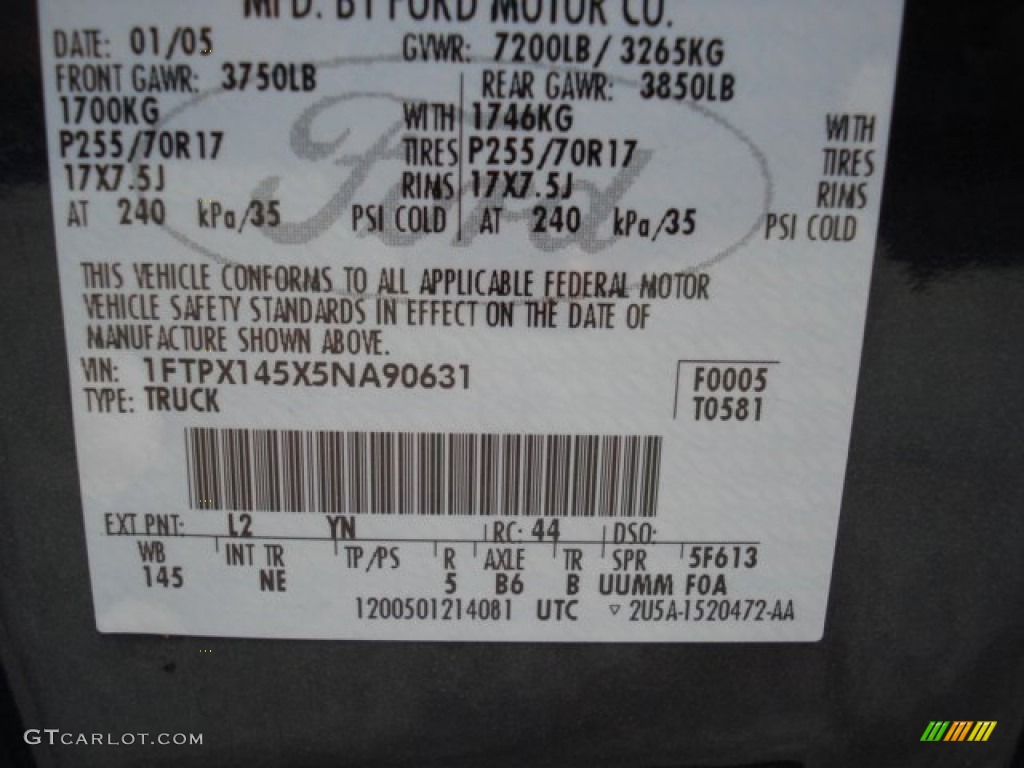 MFD. BY FORD MOTOR CO.
DATE: 01/05 GVWR: 7200LB/ 3265KG
FRONT GAWR: 3750LB REAR GAWR: 3850LB
1700KG WITH 1746KG WITH
P255/70R17 TIRES P255/70R17 TIRES
17X7.5J RIMS 17X7.5J RIMS
AT 240 kPa/35 PSI COLD AT 240 kPa/35 PSI COLD
Ford
THIS VEHICLE CONFORMS TO ALL APPLICABLE FEDERAL MOTOR
VEHICLE SAFETY STANDARDS IN EFFECT ON THE DATE OF
MANUFACTURE SHOWN ABOVE.
VIN: 1FTPX145X5NA90631 F0005
TYPE: TRUCK T0581
EXT PNT: L2 YN RC: 44 DSO:
WB INT TR TP/PS R AXLE TR SPR 5F613
145 NE 5 B6 B UUMM F0A
1200501214081 UTC ▽ 2U5A-1520472-AA
GTCARLOT.COM